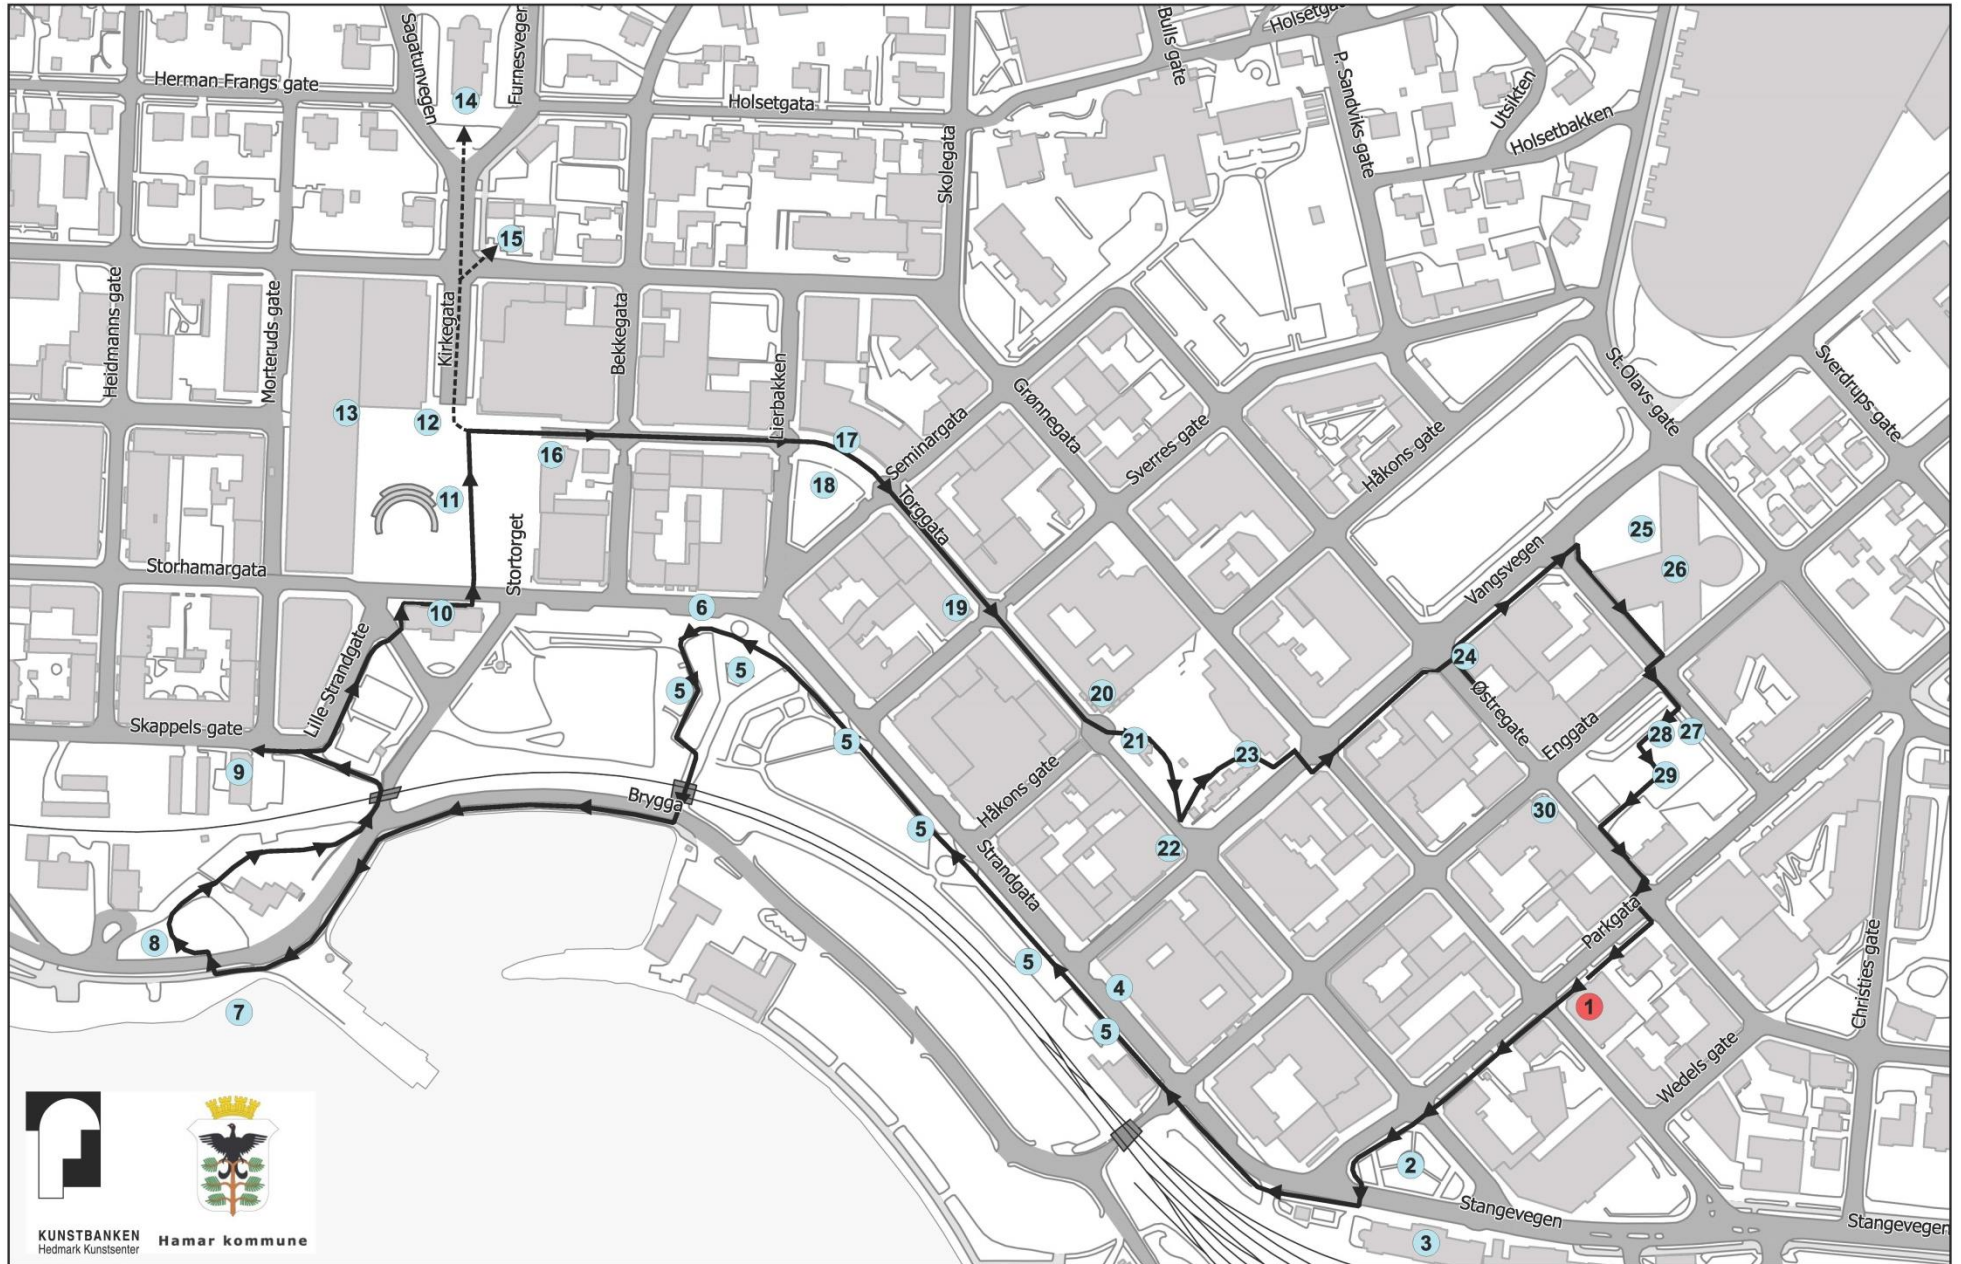 Sagatunvegen
Furnesvegen
Bulls gate
Holsetga
Herman Frangs gate
14
Holsetgata
P. Sandviks gate
Utsikten
Holsetbakken
Skolegata
15
Heidmanns gate
Morteruds gate
Kirkegata
Bekkegata
Lierbakken
St.Olavs gate
Sverdrups gate
Grønnegata
13
12
16
17
Seminargata
Sverres gate
Håkons gate
11
18
Torggata
Stortorget
25
26
Vangsvegen
Storhamargata
10
6
19
Lille Strandgate
5
5
24
20
Østregate
Skappels gate
Enggata
5
21
23
28
27
9
29
Brygga
Håkons gate
30
5
22
Strandgata
8
Parkgata
5
4
1
7
5
Christies gate
Wedels gate
2
Stangevegen
Stangevegen
3
KUNSTBANKEN
Hedmark Kunstsenter
Hamar kommune